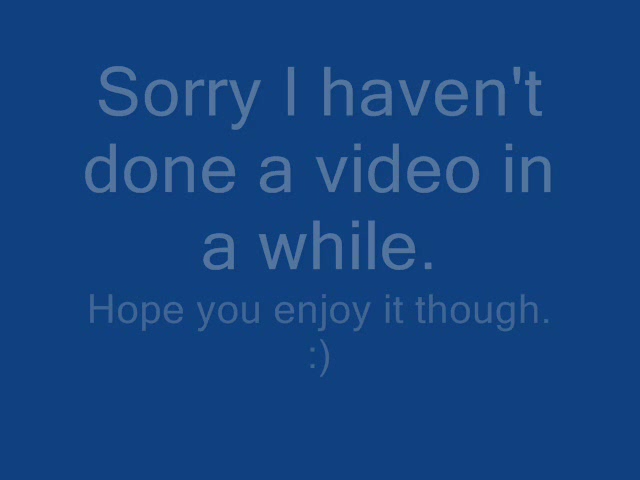 Sorry I haven't
done a video in
a while.
Hope you enjoy it though.
:)